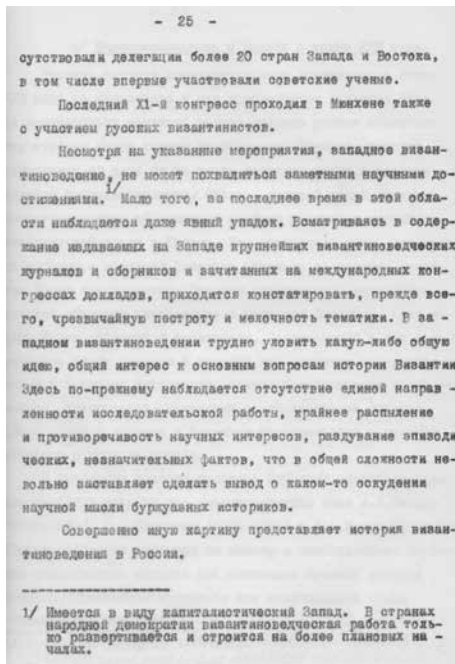 - 25 -
сутствовали делегации более 20 стран Запада и Востока,
в том числе впервые участвовали советские ученые.
Последний X1-й конгресс проходил в Мюнхене также
с участием русских византинистов.
Несмотря на указанные мероприятия, западное визан-
тиноведение, не может похвалиться заметными научными до-
стижениями.1/ Мало того, за последнее время в этой обла-
сти наблюдается даже явный упадок. Всматриваясь в содер-
жание издаваемых на Западе крупнейших византиноведческих
журналов и сборников и зачитанных на международных кон-
грессах докладов, приходится констатировать, прежде все-
го, чрезвычайную пестроту и мелочность тематики. В за -
падном византиноведении трудно уловить какую-либо общую
идею, общий интерес к основным вопросам истории Византии
Здесь по-прежнему наблюдается отсутствие единой направ -
ленности исследовательской работы, крайнее распыление
и противоречивость научных интересов, раздувание эпизоди
ческих, незначительных фактов, что в общей сложности не-
вольно заставляет сделать вывод о каком-то оскудении
научной мысли буржуазных историков.
Совершенно иную картину представляет история визан-
тиноведения в России.
1/ Имеется в виду капиталистический Запад. В странах
народной демократии византиноведческая работа толь-
ко развертывается и строится на более плановых на -
чалах.